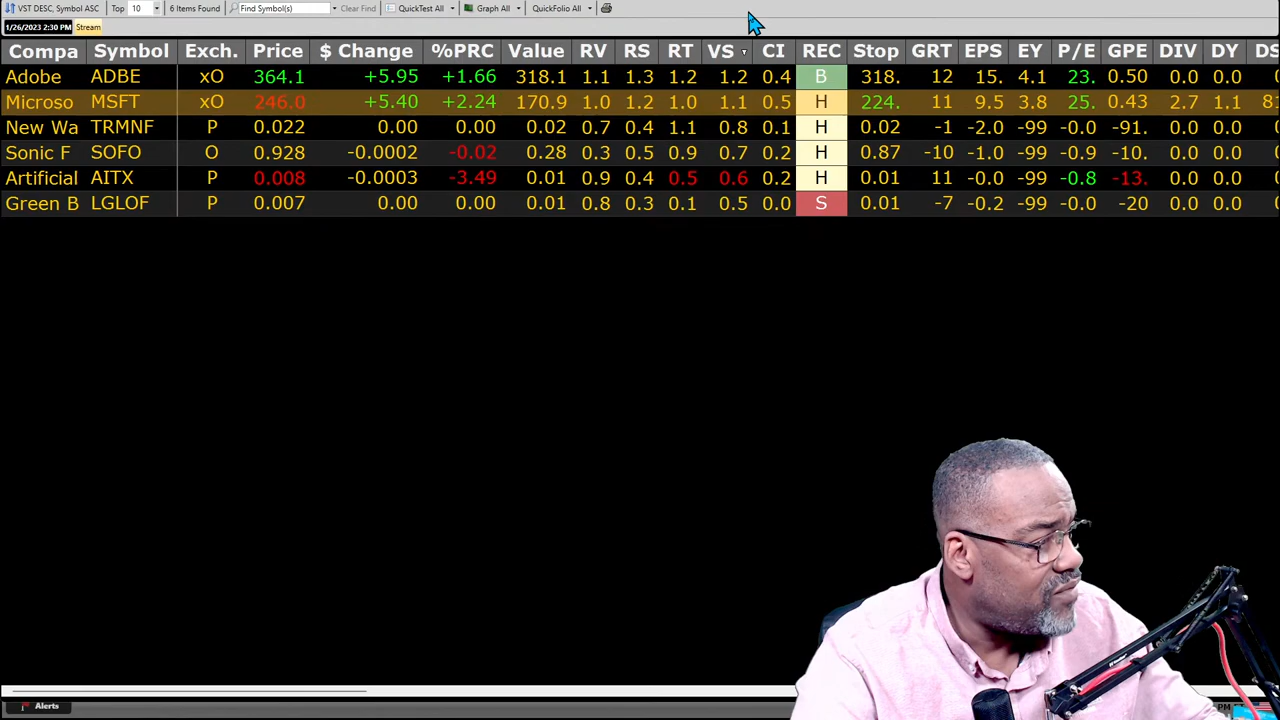 VST DESC, Symbol ASC Top 10 6 Items Found Find Symbol(s) Clear Find QuickTest All Graph All QuickFolio All
1/26/2023 2:30 PM Stream
Compa Symbol Exch. Price $ Change %PRC Value RV RS RT VS CI REC Stop GRT EPS EY P/E GPE DIV DY DS
Adobe ADBE xO 364.1 +5.95 +1.66 318.1 1.1 1.3 1.2 1.2 0.4 B 318. 12 15. 4.1 23. 0.50 0.0 0.0
Microso MSFT xO 246.0 +5.40 +2.24 170.9 1.0 1.2 1.0 1.1 0.5 H 224. 11 9.5 3.8 25. 0.43 2.7 1.1 81
New Wa TRMNF P 0.022 0.00 0.00 0.02 0.7 0.4 1.1 0.8 0.1 H 0.02 -1 -2.0 -99 -0.0 -91. 0.0 0.0
Sonic F SOFO O 0.928 -0.0002 -0.02 0.28 0.3 0.5 0.9 0.7 0.2 H 0.87 -10 -1.0 -99 -0.9 -10. 0.0 0.0
Artificial AITX P 0.008 -0.0003 -3.49 0.01 0.9 0.4 0.5 0.6 0.2 H 0.01 11 -0.0 -99 -0.8 -13. 0.0 0.0
Green B LGLOF P 0.007 0.00 0.00 0.01 0.8 0.3 0.1 0.5 0.0 S 0.01 -7 -0.2 -99 -0.0 -20 0.0 0.0
Alerts